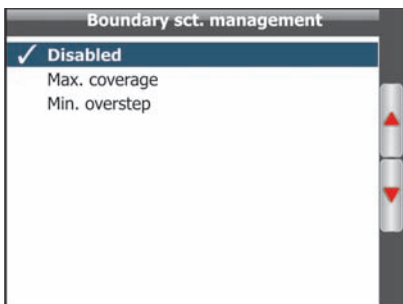 Boundary sct. management
Disabled
Max. coverage
Min. overstep